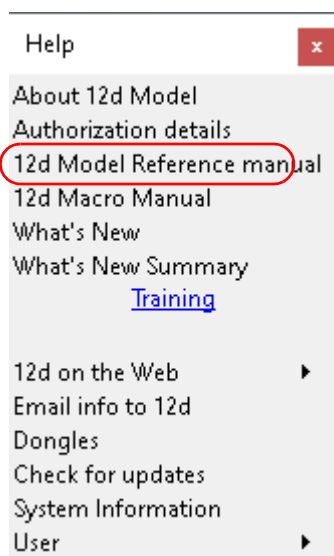 Help
x
About 12d Model
Authorization details
12d Model Reference manual
12d Macro Manual
What's New
What's New Summary
Training
12d on the Web
Email info to 12d
Dongles
Check for updates
System Information
User